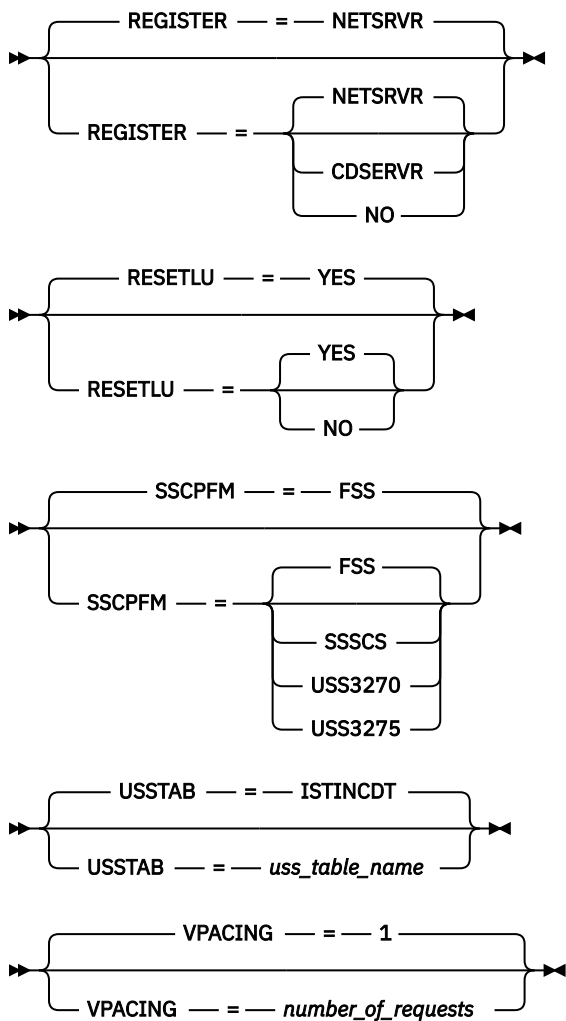 REGISTER = NETSRVR
NETSRVR
REGISTER =
CDSERVR
NO
RESETLU = YES
YES
RESETLU =
NO
SSCPFM = FSS
FSS
SSCPFM =
SSSCS
USS3270
USS3275
USSTAB = ISTINCDT
USSTAB = uss_table_name
VPACING = 1
VPACING = number_of_requests